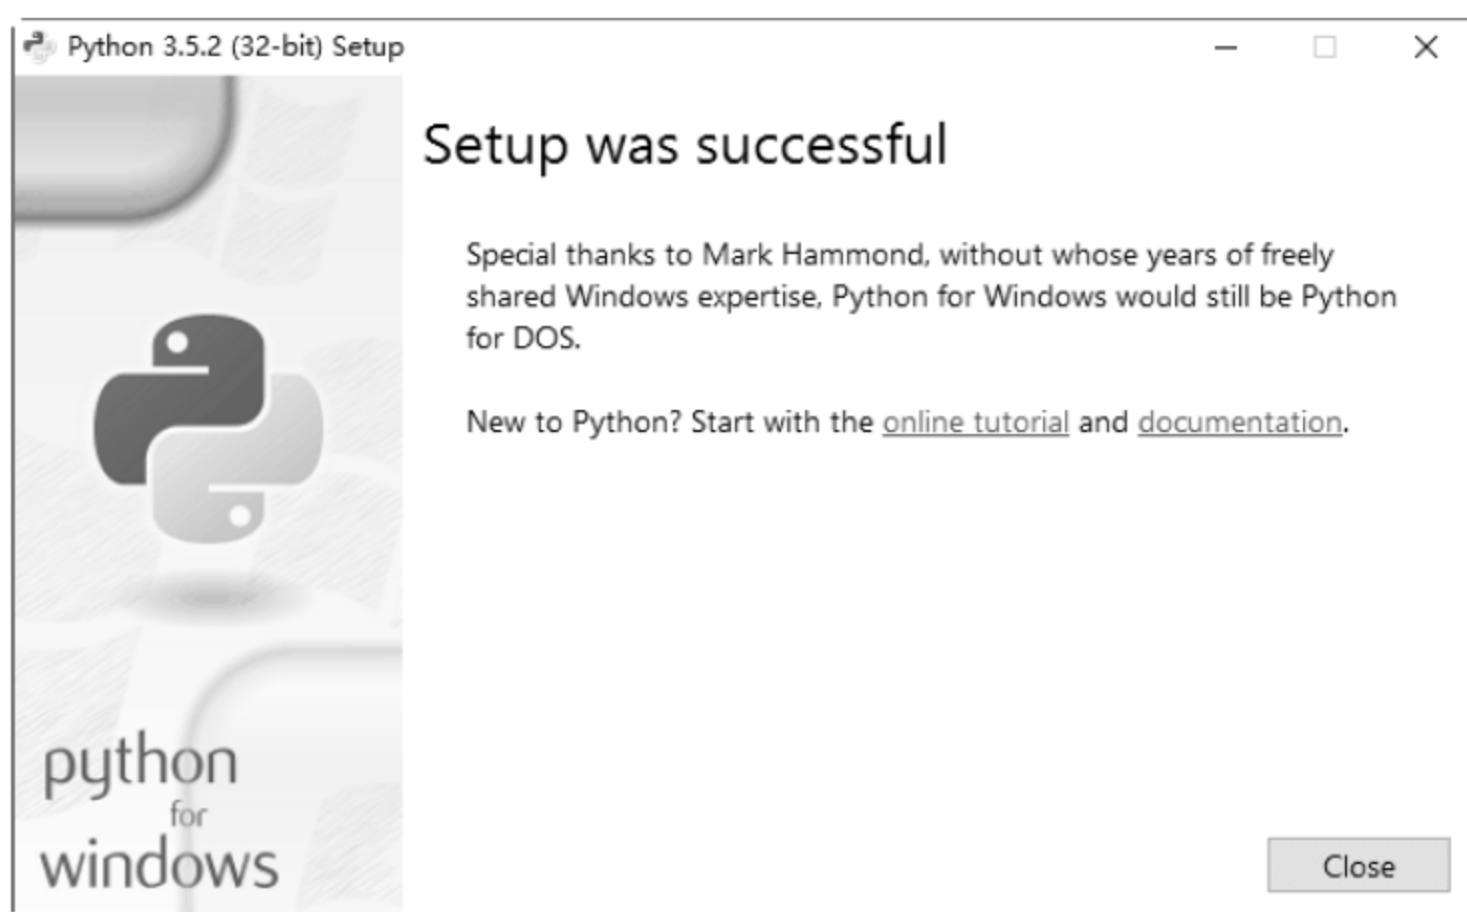 Python 3.5.2 (32-bit) Setup
Setup was successful
Special thanks to Mark Hammond, without whose years of freely
shared Windows expertise, Python for Windows would still be Python
for DOS.
New to Python? Start with the online tutorial and documentation.
python
for
windows
Close